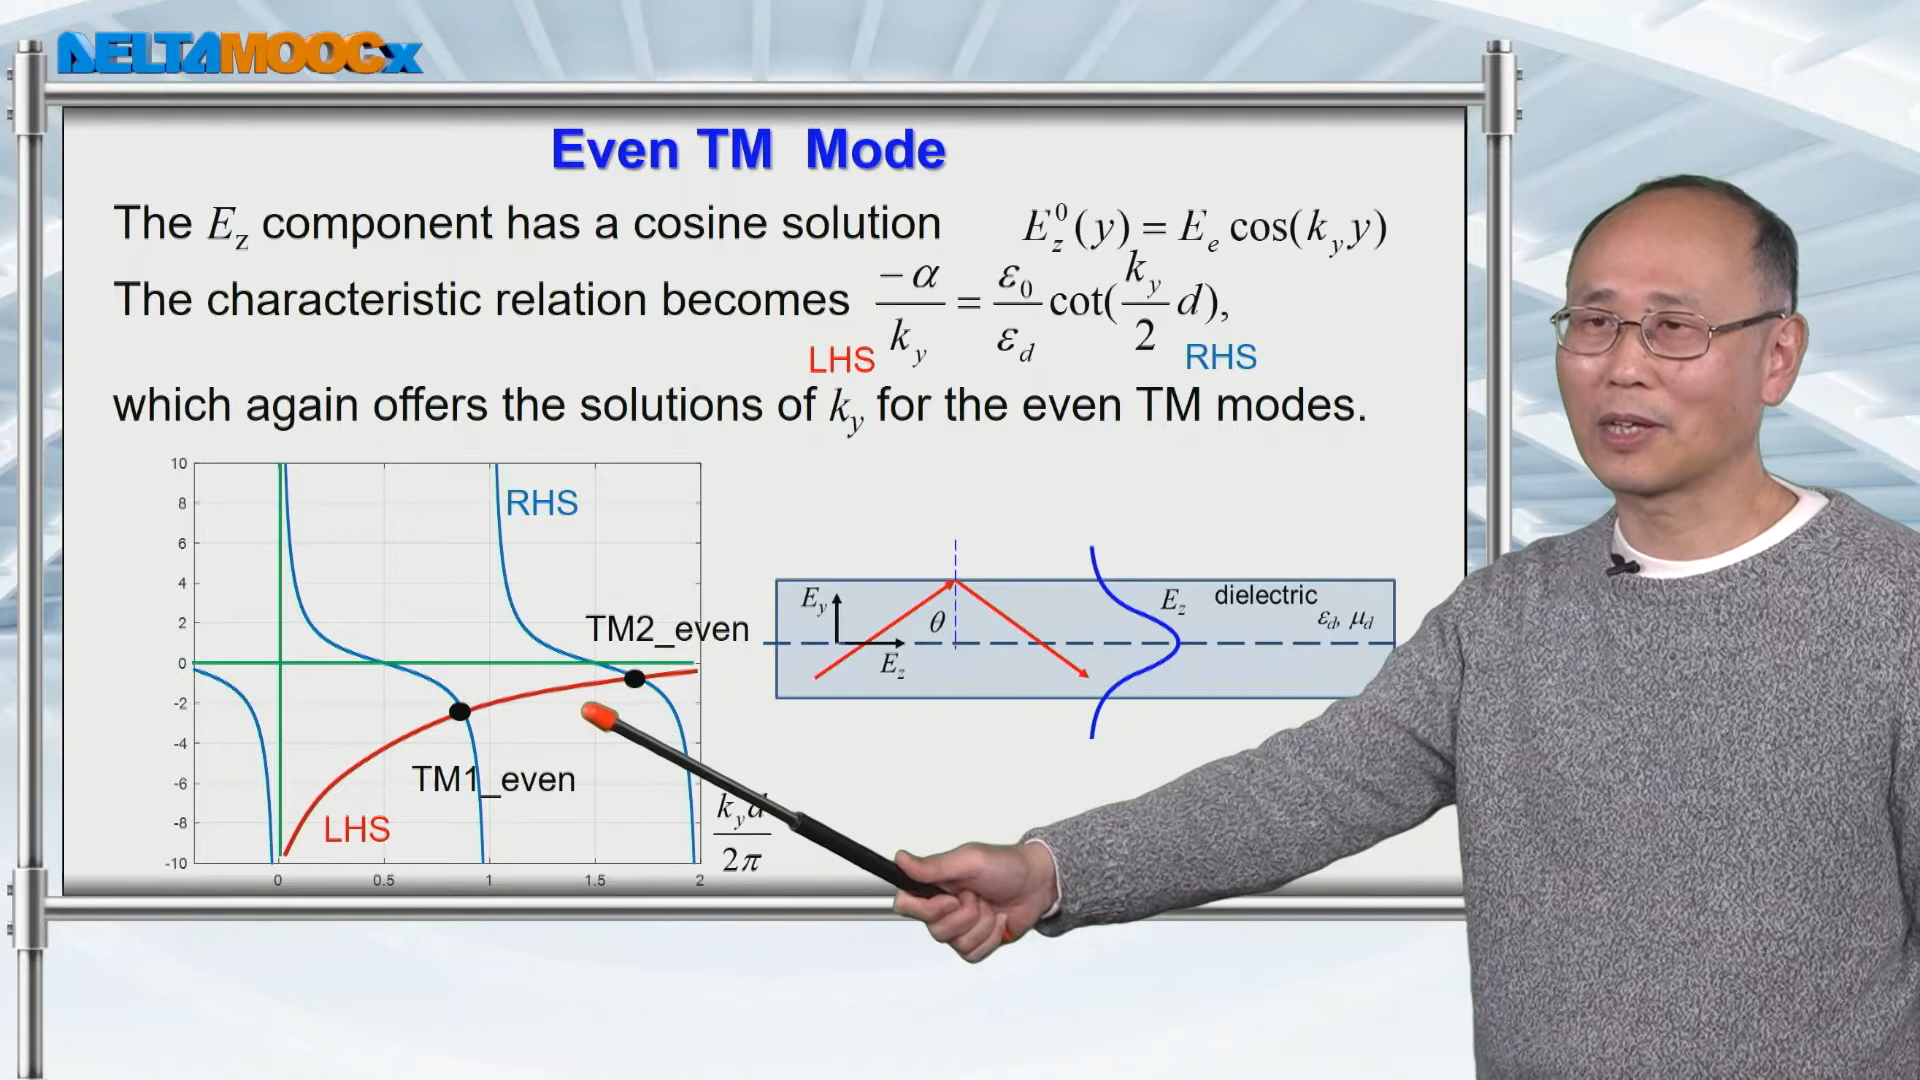 DELTAMOOCx
Even TM Mode
The E_z component has a cosine solution E_z^0(y) = E_e cos(k_y y)
The characteristic relation becomes -α/k_y = ε_0/ε_d cot(k_y/2 d),
LHS RHS
which again offers the solutions of k_y for the even TM modes.
10
8
6
4
2
0
-2
-4
-6
-8
-10
0 0.5 1 1.5 2
RHS
TM2_even
TM1_even
LHS
k_y d/2π
E_y
θ
E_z
E_z
dielectric
ε_d, μ_d